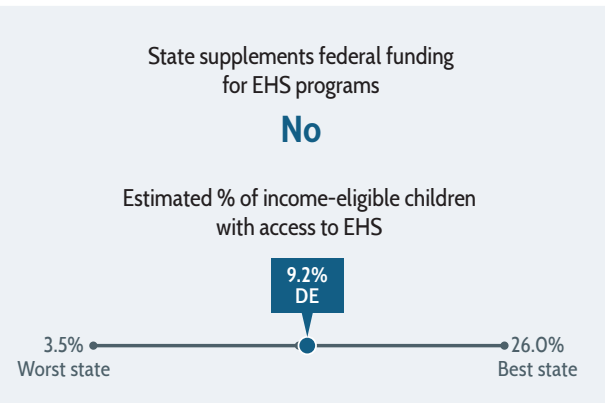 State supplements federal funding
for EHS programs
No
Estimated % of income-eligible children
with access to EHS
9.2%
DE
3.5%
Worst state
26.0%
Best state